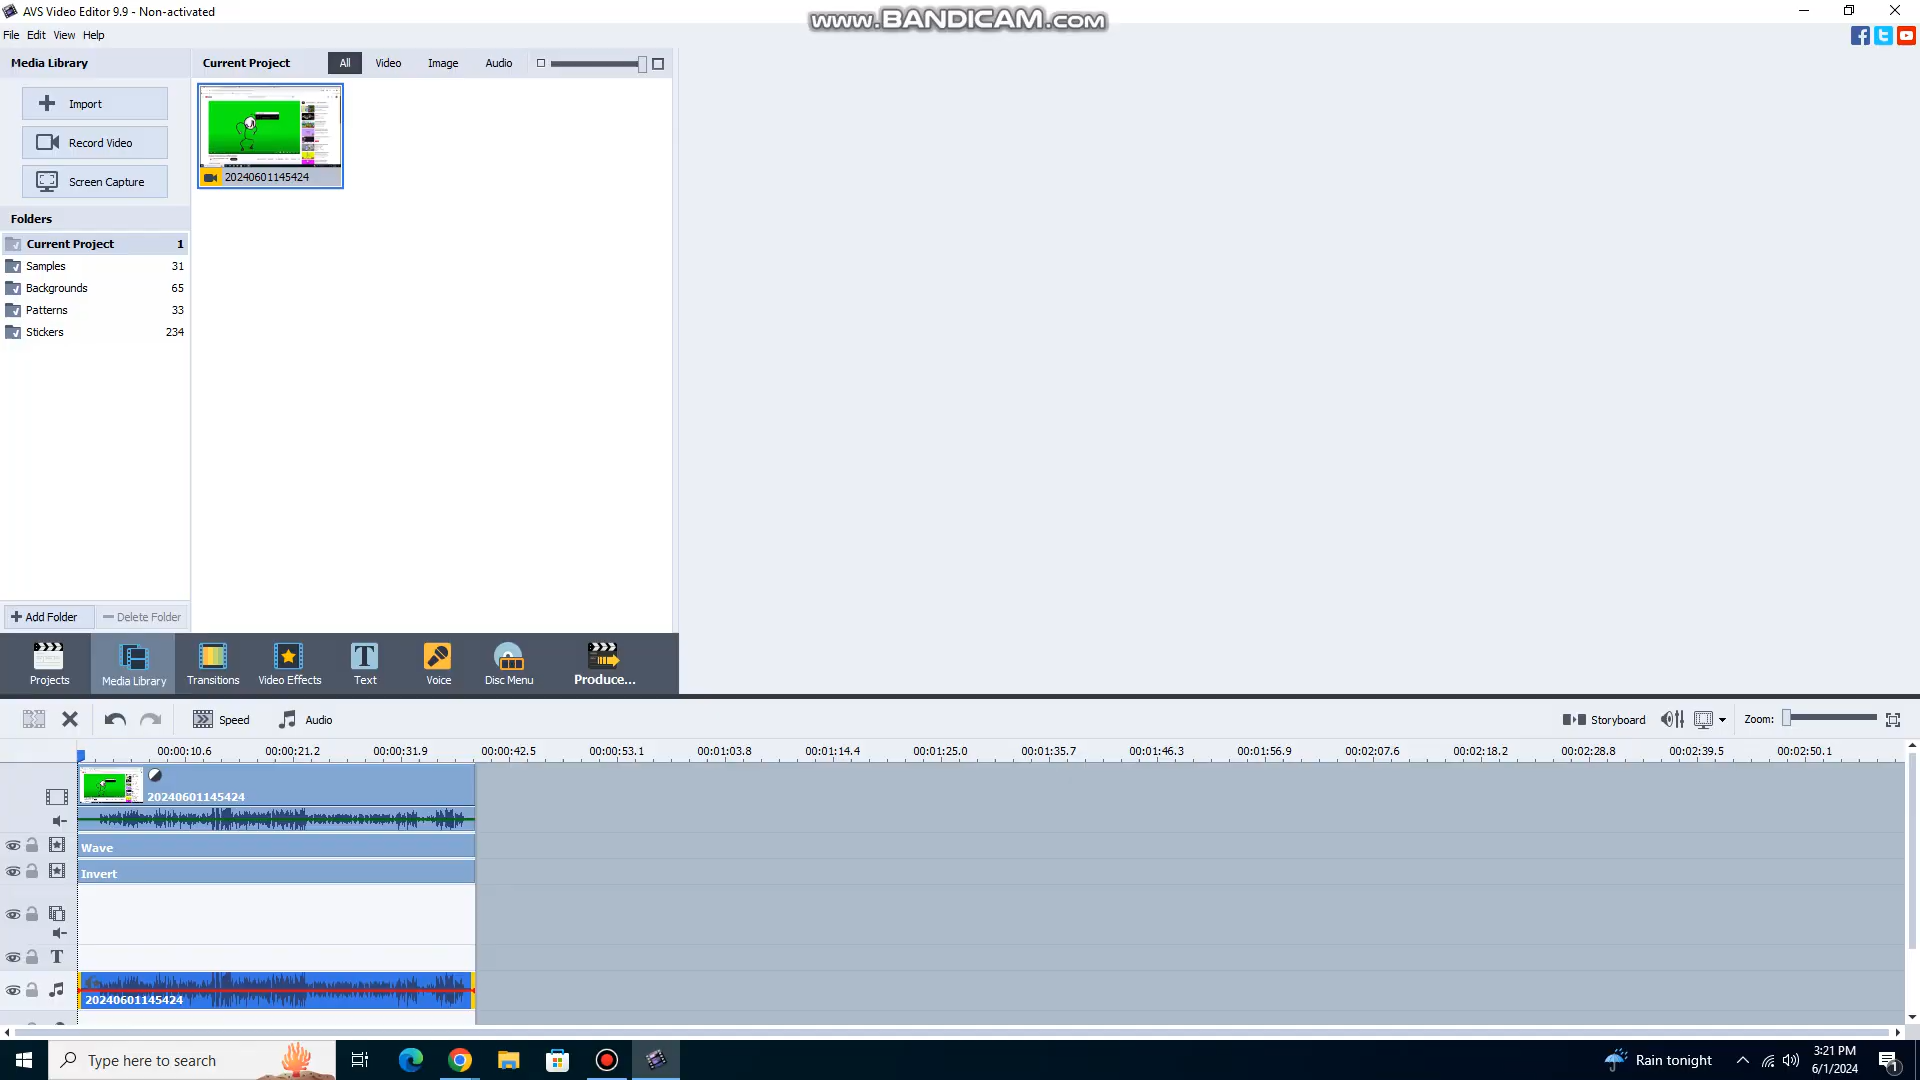 AVS Video Editor 9.9 - Non-activated
www.BANDICAM.com
File Edit View Help
Media Library
Current Project All Video Image Audio
Import
Record Video
Screen Capture
20240601145424
Folders
Current Project 1
Samples 31
Backgrounds 65
Patterns 33
Stickers 234
Add Folder Delete Folder
Projects Media Library Transitions Video Effects Text Voice Disc Menu Produce...
Speed Audio Storyboard Zoom:
00:00:10.6 00:00:21.2 00:00:31.9 00:00:42.5 00:00:53.1 00:01:03.8 00:01:14.4 00:01:25.0 00:01:35.7 00:01:46.3 00:01:56.9 00:02:07.6 00:02:18.2 00:02:28.8 00:02:39.5 00:02:50.1
20240601145424
Wave
Invert
T
20240601145424
Type here to search
Rain tonight
3:21 PM
6/1/2024
1